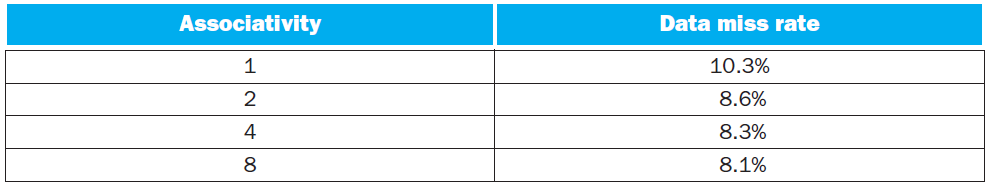 Associativity Data miss rate
1 10.3%
2 8.6%
4 8.3%
8 8.1%